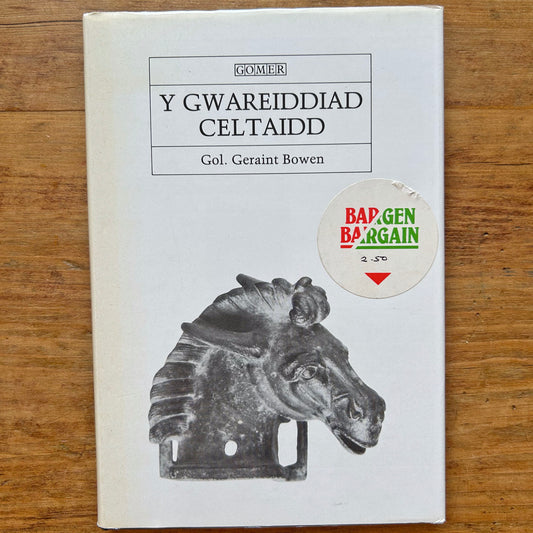 GOMER
Y GWAREIDDIAD
CELTAIDD
Gol. Geraint Bowen
BARGEN
BARGAIN
2.50